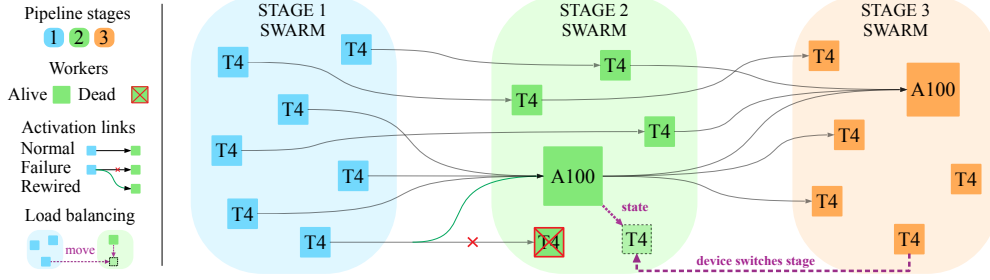 Pipeline stages
1 2 3
Workers
Alive Dead
Activation links
Normal
Failure
Rewired
Load balancing
move
STAGE 1
SWARM
T4
T4
T4
T4
T4
T4
T4
STAGE 2
SWARM
T4
T4
T4
A100
state
T4
T4
STAGE 3
SWARM
T4
A100
T4
T4
T4
T4
device switches stage